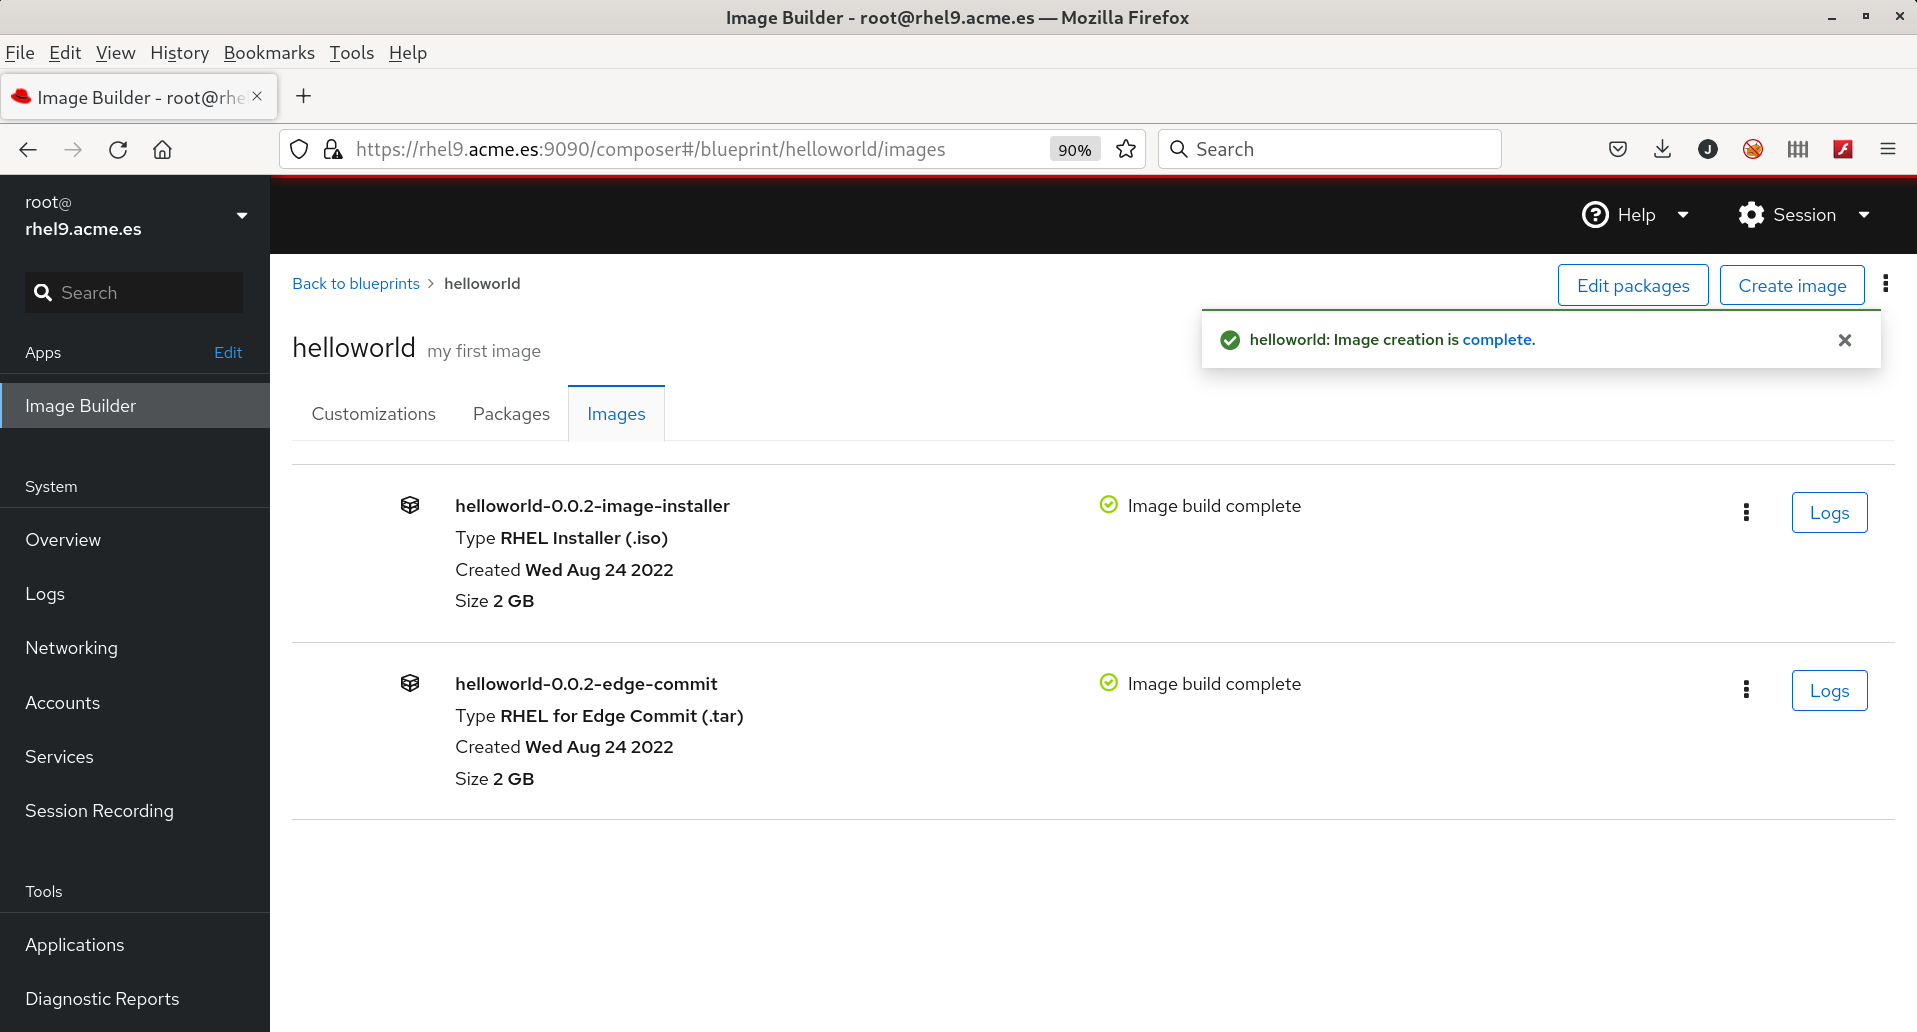 Image Builder - root@rhel9.acme.es — Mozilla Firefox
File Edit View History Bookmarks Tools Help
Image Builder - root@rhe
https://rhel9.acme.es:9090/composer#/blueprint/helloworld/images
90%
Search
J
root@
rhel9.acme.es
Help
Session
Search
Apps
Edit
Image Builder
System
Overview
Logs
Networking
Accounts
Services
Session Recording
Tools
Applications
Diagnostic Reports
Back to blueprints > helloworld
Edit packages
Create image
helloworld my first image
helloworld: Image creation is complete.
Customizations Packages Images
helloworld-0.0.2-image-installer
Type RHEL Installer (.iso)
Created Wed Aug 24 2022
Size 2 GB
Image build complete
Logs
helloworld-0.0.2-edge-commit
Type RHEL for Edge Commit (.tar)
Created Wed Aug 24 2022
Size 2 GB
Image build complete
Logs